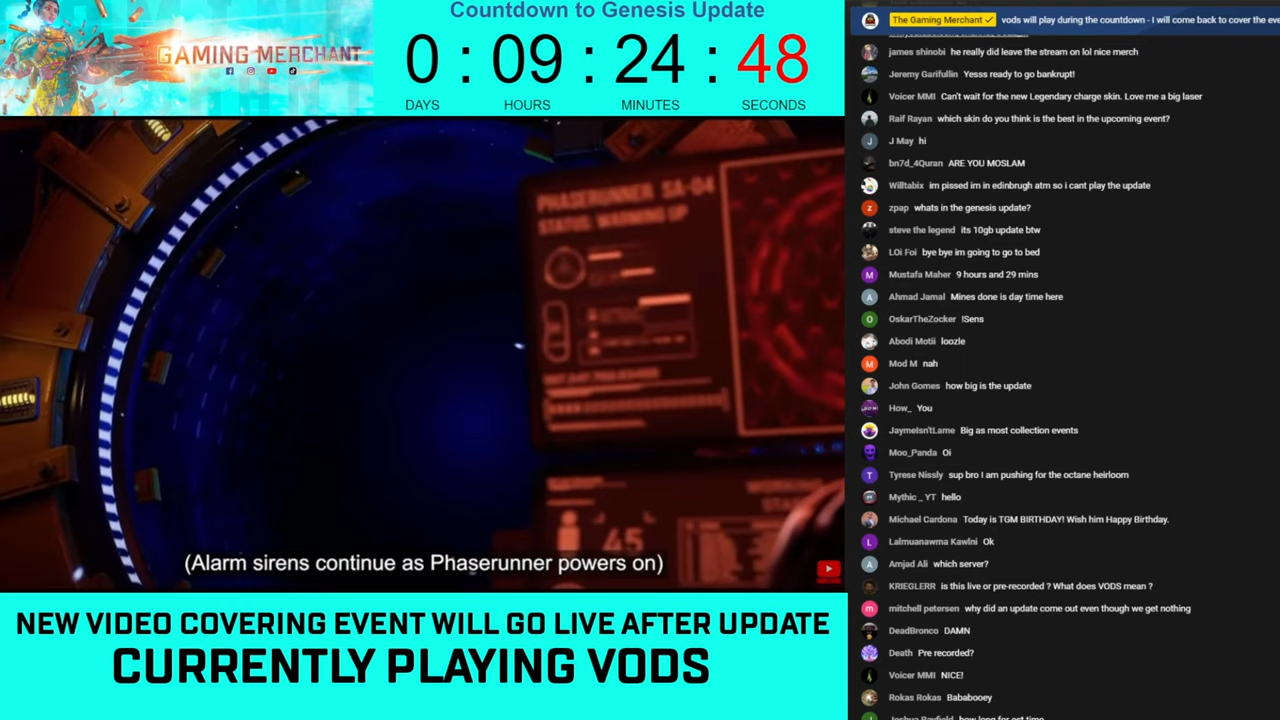 Countdown to Genesis Update
0 : 09 : 24 : 48
DAYS HOURS MINUTES SECONDS
GAMING MERCHANT
PHASERUNNER SA-04
STATUS: WARMING UP
45
(Alarm sirens continue as Phaserunner powers on)
NEW VIDEO COVERING EVENT WILL GO LIVE AFTER UPDATE
CURRENTLY PLAYING VODS
The Gaming Merchant ✓ vods will play during the countdown - I will come back to cover the eve
james shinobi he really did leave the stream on lol nice merch
Jeremy Garifullin Yesss ready to go bankrupt!
Voicer MMI Can't wait for the new Legendary charge skin. Love me a big laser
Raif Rayan which skin do you think is the best in the upcoming event?
J May hi
bn7d_4Quran ARE YOU MOSLAM
Willtabix im pissed im in edinbrugh atm so i cant play the update
zpap whats in the genesis update?
steve the legend its 10gb update btw
LOi Foi bye bye im going to go to bed
Mustafa Maher 9 hours and 29 mins
Ahmad Jamal Mines done is day time here
OskarTheZocker !Sens
Abodi Motii loozle
Mod M nah
John Gomes how big is the update
How_ You
JaymeIsn'tLame Big as most collection events
Moo_Panda Oi
Tyrese Nissly sup bro I am pushing for the octane heirloom
Mythic _ YT hello
Michael Cardona Today is TGM BIRTHDAY! Wish him Happy Birthday.
Lalmuanawma Kawlni Ok
Amjad Ali which server?
KRIEGLERR is this live or pre-recorded ? What does VODS mean ?
mitchell petersen why did an update come out even though we get nothing
DeadBronco DAMN
Death Pre recorded?
Voicer MMI NICE!
Rokas Rokas Bababooey